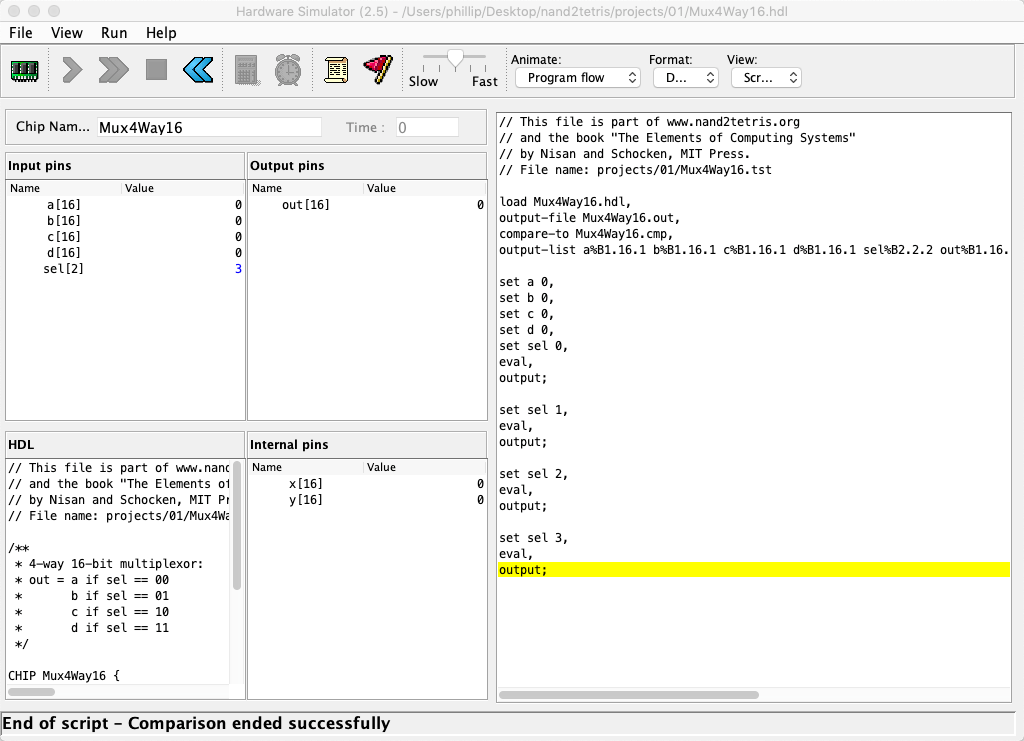 Hardware Simulator (2.5) - /Users/phillip/Desktop/nand2tetris/projects/01/Mux4Way16.hdl
File View Run Help
Slow Fast
Animate:
Program flow
Format:
D...
View:
Scr...
Chip Nam... Mux4Way16 Time : 0
Input pins
Name Value
a[16] 0
b[16] 0
c[16] 0
d[16] 0
sel[2] 3
Output pins
Name Value
out[16] 0
HDL
// This file is part of www.nand
// and the book "The Elements of
// by Nisan and Schocken, MIT Pr
// File name: projects/01/Mux4Wa
/**
* 4-way 16-bit multiplexor:
* out = a if sel == 00
* b if sel == 01
* c if sel == 10
* d if sel == 11
*/
CHIP Mux4Way16 {
Internal pins
Name Value
x[16] 0
y[16] 0
// This file is part of www.nand2tetris.org
// and the book "The Elements of Computing Systems"
// by Nisan and Schocken, MIT Press.
// File name: projects/01/Mux4Way16.tst
load Mux4Way16.hdl,
output-file Mux4Way16.out,
compare-to Mux4Way16.cmp,
output-list a%B1.16.1 b%B1.16.1 c%B1.16.1 d%B1.16.1 sel%B2.2.2 out%B1.16.
set a 0,
set b 0,
set c 0,
set d 0,
set sel 0,
eval,
output;
set sel 1,
eval,
output;
set sel 2,
eval,
output;
set sel 3,
eval,
output;
End of script - Comparison ended successfully